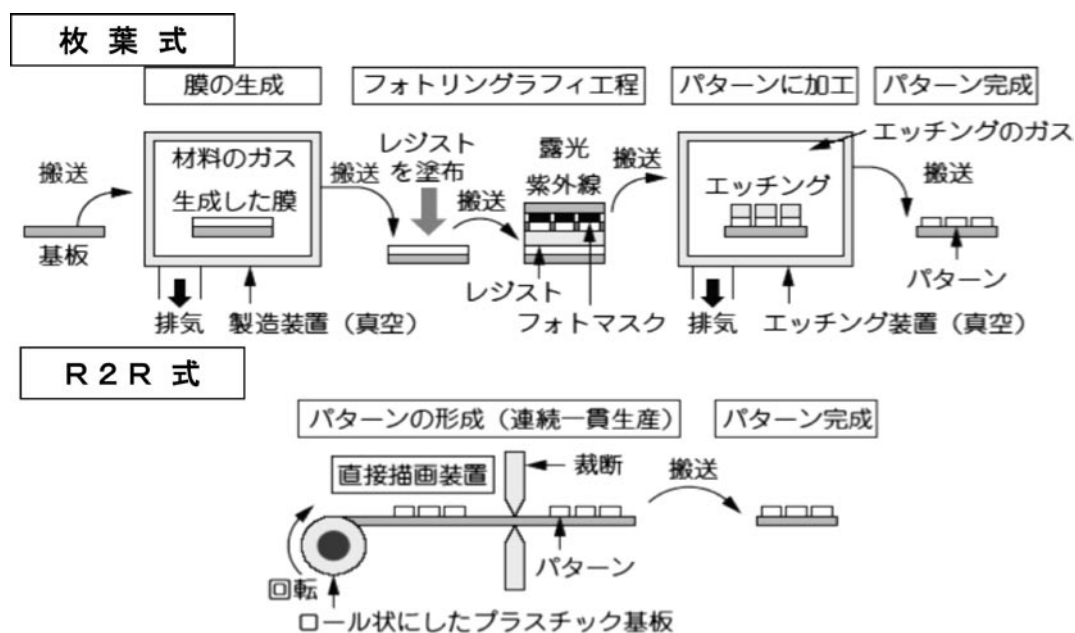 枚 葉 式
膜の生成
フォトリングラフィ工程
パターンに加工
パターン完成
搬送
基板
材料のガス
生成した膜
排気
製造装置（真空）
搬送
レジスト
を塗布
搬送
露光
紫外線
レジスト
フォトマスク
搬送
エッチングのガス
エッチング
排気
エッチング装置（真空）
搬送
パターン
R 2 R 式
パターンの形成（連続一貫生産）
パターン完成
直接描画装置
裁断
搬送
回転
パターン
ロール状にしたプラスチック基板